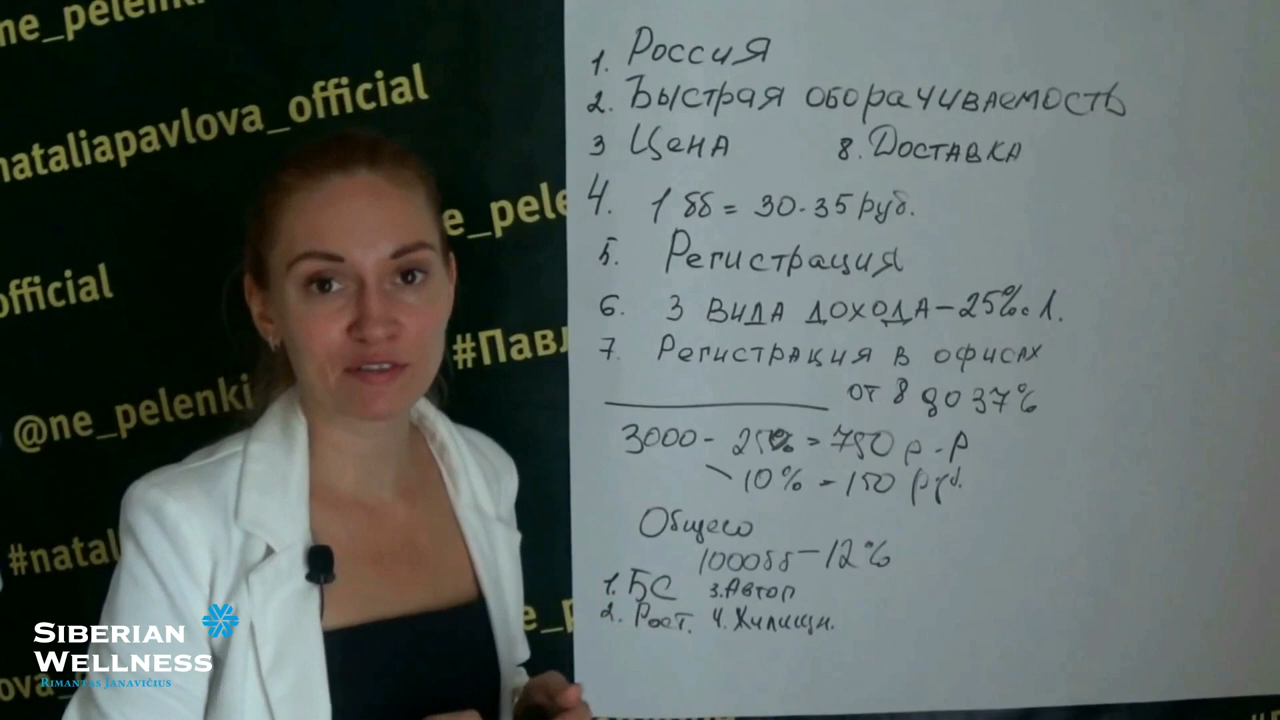 ne_pelenki
nataliapavlova_official
ne_pele
official
#Павл
@ne_pelenki
#natal
e_p
ova_
SIBERIAN
WELLNESS
RIMANTAS JANAVIČIUS
1. Россия
2. Быстрая оборачиваемость
3 Цена 8. Доставка
4. 1 бб = 30-35 руб.
5. Регистрация
6. 3 вида дохода - 25% с 1.
7. Регистрация в офисах
от 8 до 37%
3000 - 25% = 750 р - Р
10% - 150 руб.
Общего
100бб - 12%
1. БС 3. Автоп
2. Рост. 4. Жилищн.